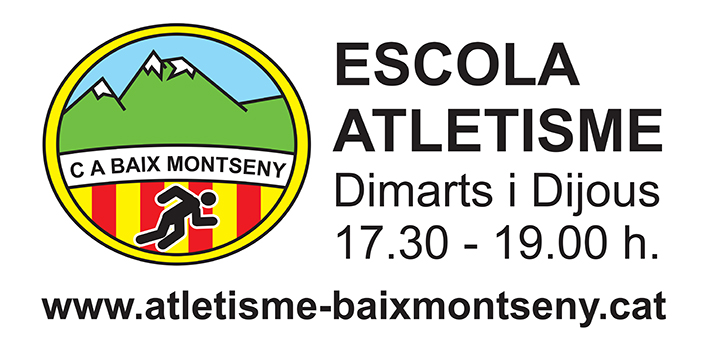 C A BAIX MONTSENY
ESCOLA
ATLETISME
Dimarts i Dijous
17.30 - 19.00 h.
www.atletisme-baixmontseny.cat